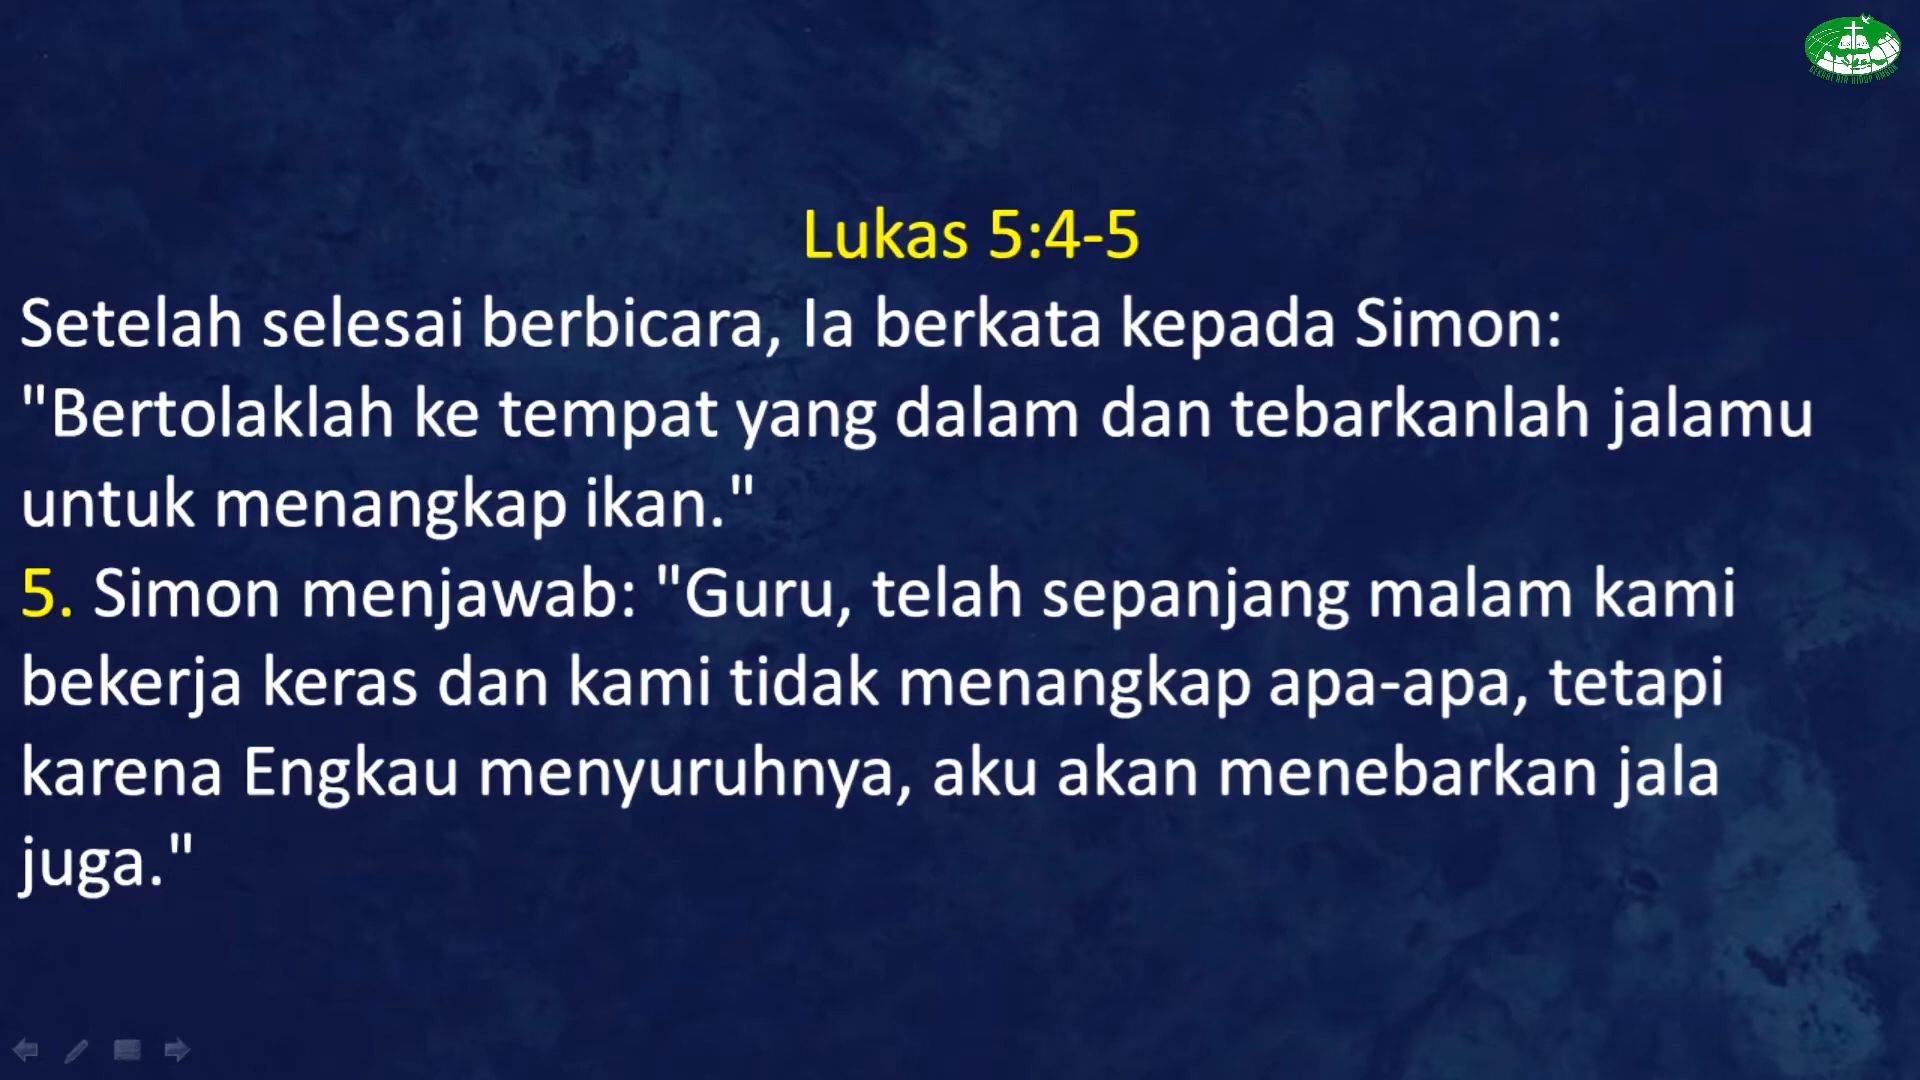 Lukas 5:4-5
Setelah selesai berbicara, Ia berkata kepada Simon:
"Bertolaklah ke tempat yang dalam dan tebarkanlah jalamu
untuk menangkap ikan."
5. Simon menjawab: "Guru, telah sepanjang malam kami
bekerja keras dan kami tidak menangkap apa-apa, tetapi
karena Engkau menyuruhnya, aku akan menebarkan jala
juga."